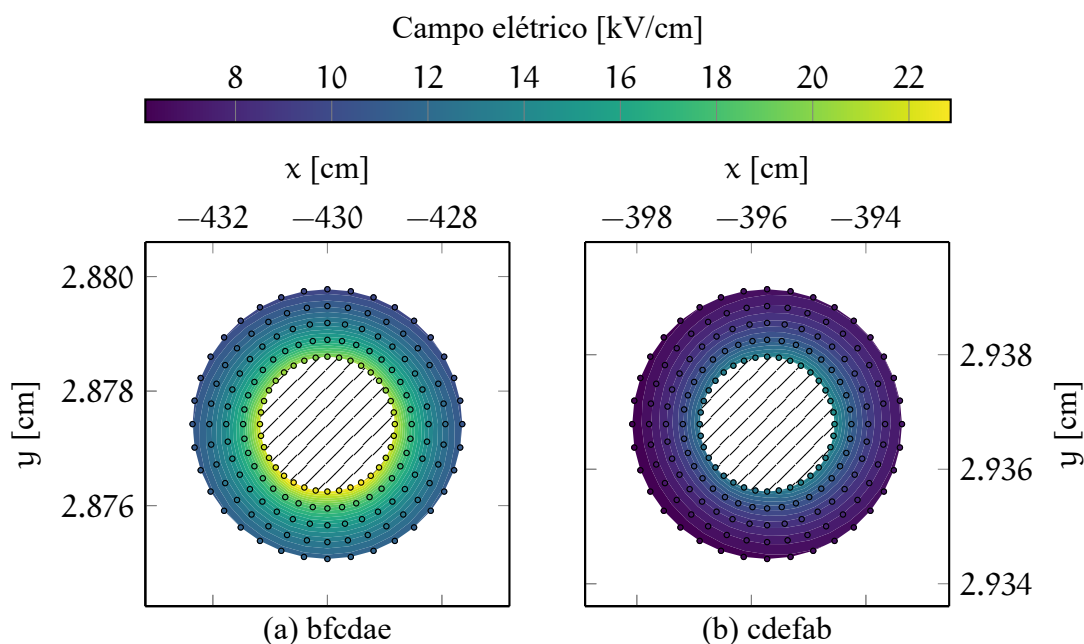 Campo elétrico [kV/cm]
8 10 12 14 16 18 20 22
x [cm] x [cm]
−432 −430 −428 −398 −396 −394
2.880
2.938
2.878
y [cm] y [cm]
2.936
2.876
2.934
(a) bfcdae (b) cdefab